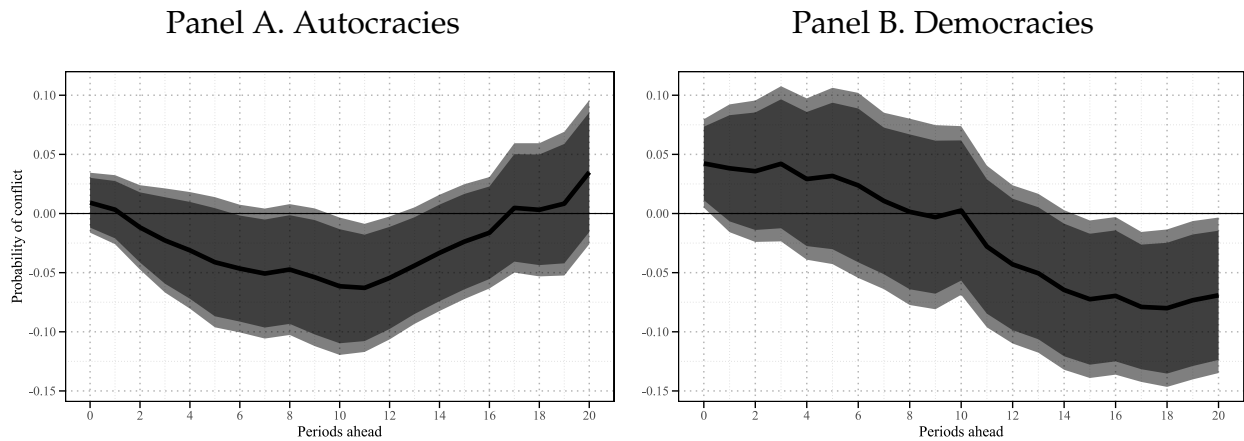 Panel A. Autocracies
Panel B. Democracies
Probability of conflict
0.10
0.05
0.00
-0.05
-0.10
-0.15
0 2 4 6 8 10 12 14 16 18 20
Periods ahead
0.10
0.05
0.00
-0.05
-0.10
-0.15
0 2 4 6 8 10 12 14 16 18 20
Periods ahead